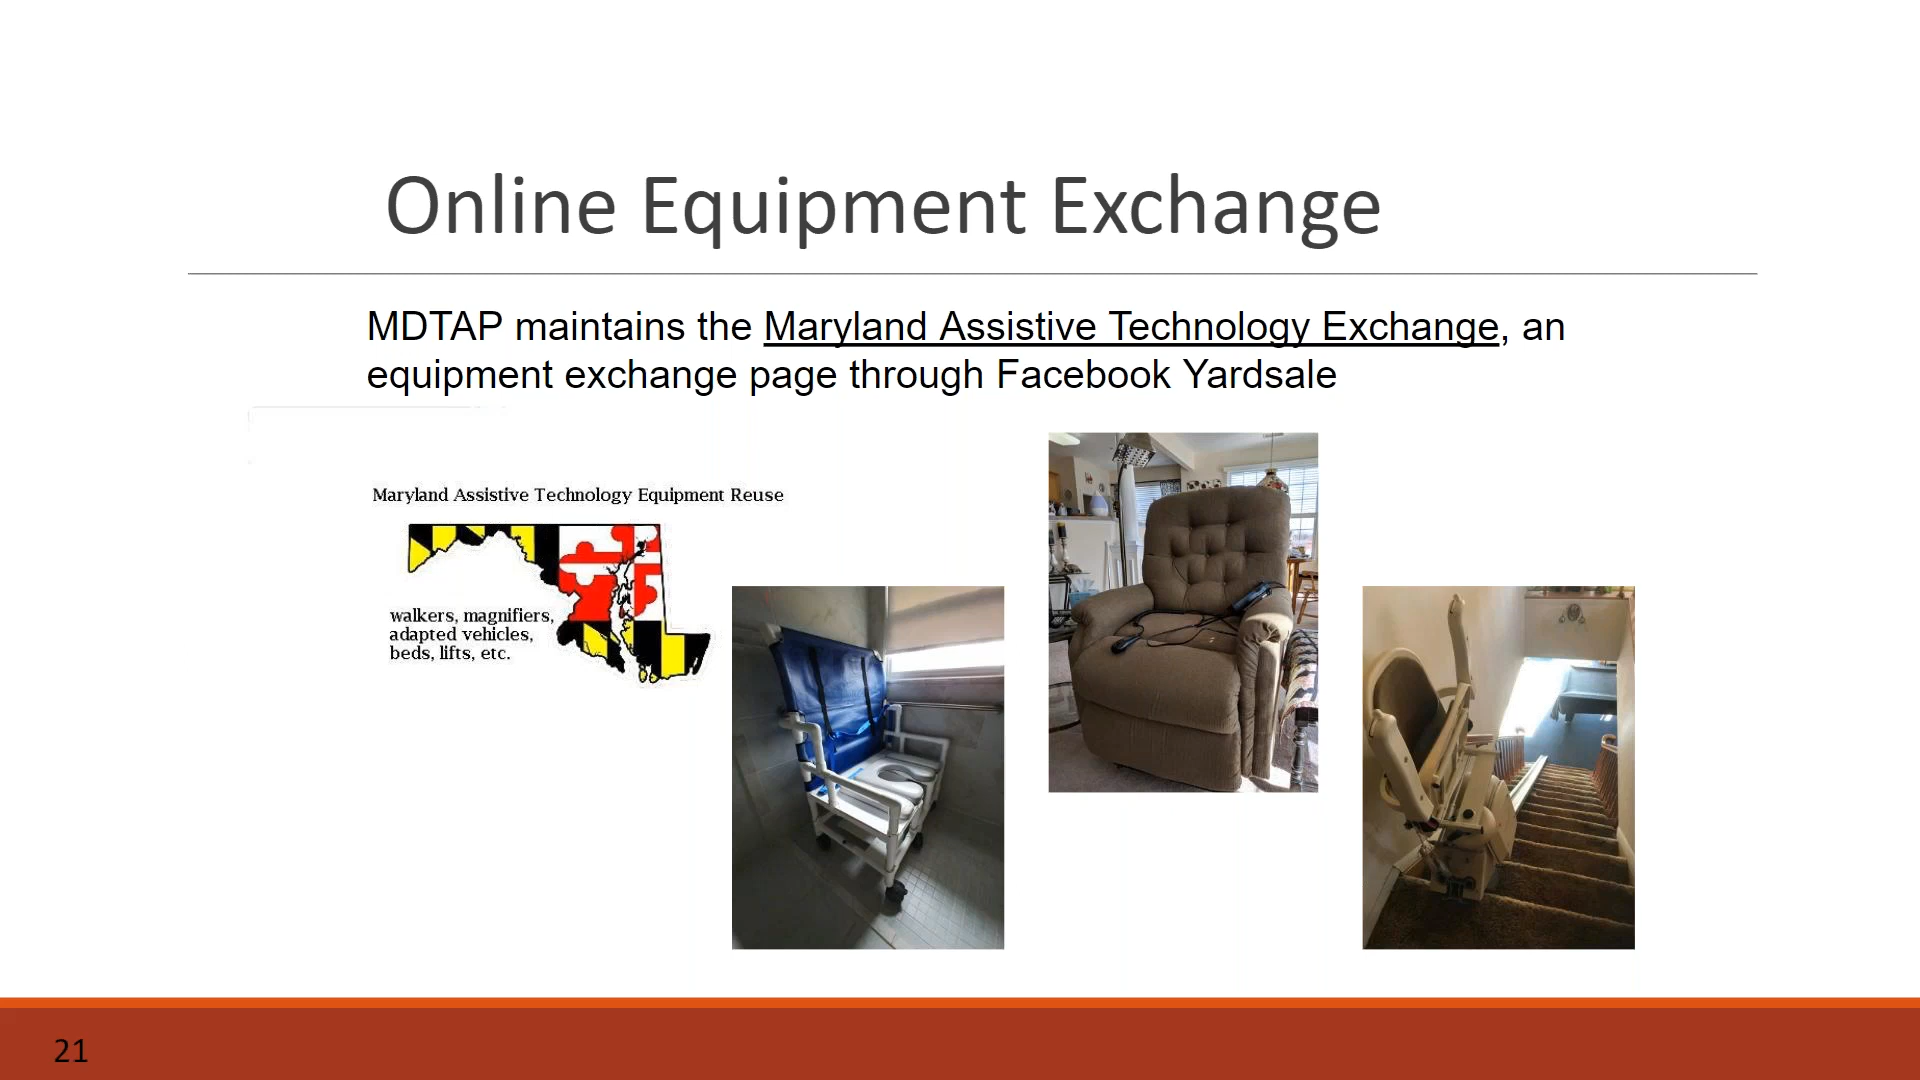 Online Equipment Exchange
MDTAP maintains the Maryland Assistive Technology Exchange, an
equipment exchange page through Facebook Yardsale
Maryland Assistive Technology Equipment Reuse
walkers, magnifiers,
adapted vehicles,
beds, lifts, etc.
21